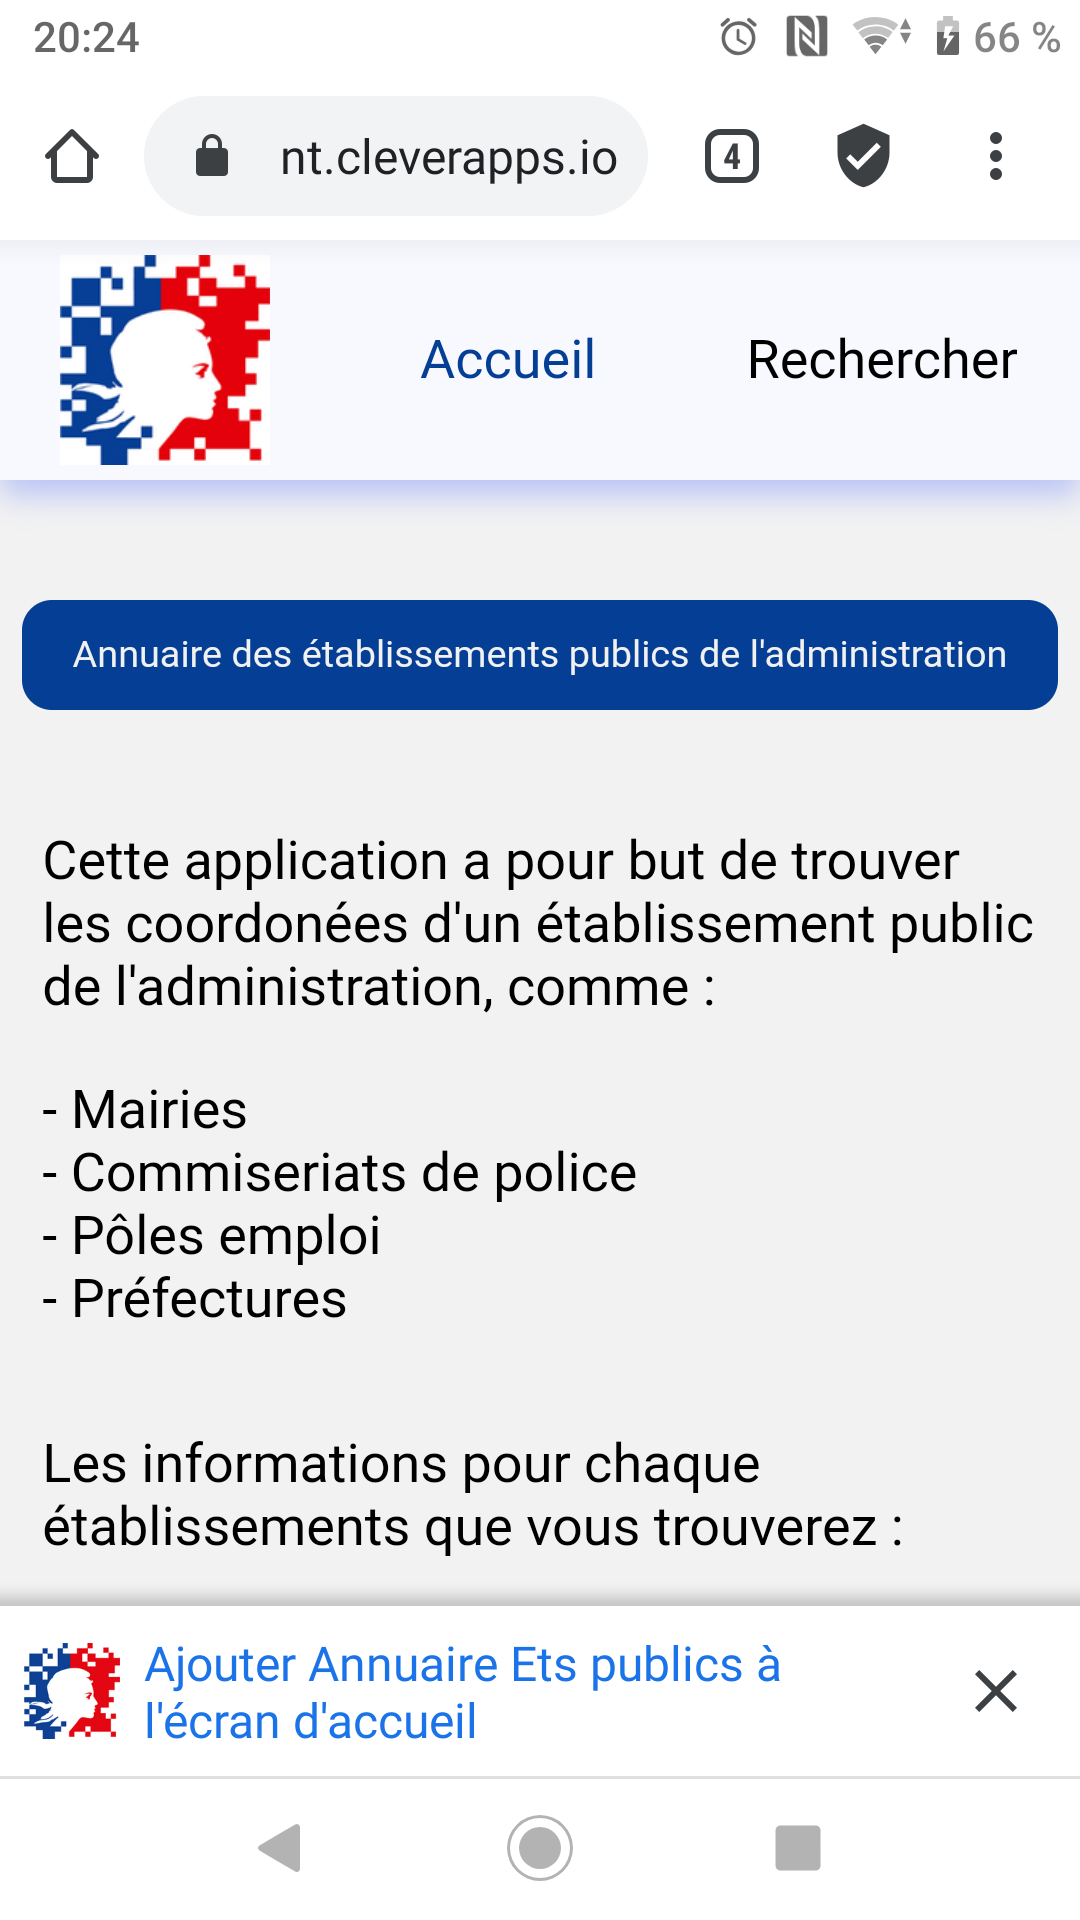 20:24
66 %
nt.cleverapps.io
4
Accueil
Rechercher
Annuaire des établissements publics de l'administration
Cette application a pour but de trouver
les coordonées d'un établissement public
de l'administration, comme :
- Mairies
- Commiseriats de police
- Pôles emploi
- Préfectures
Les informations pour chaque
établissements que vous trouverez :
Ajouter Annuaire Ets publics à
l'écran d'accueil